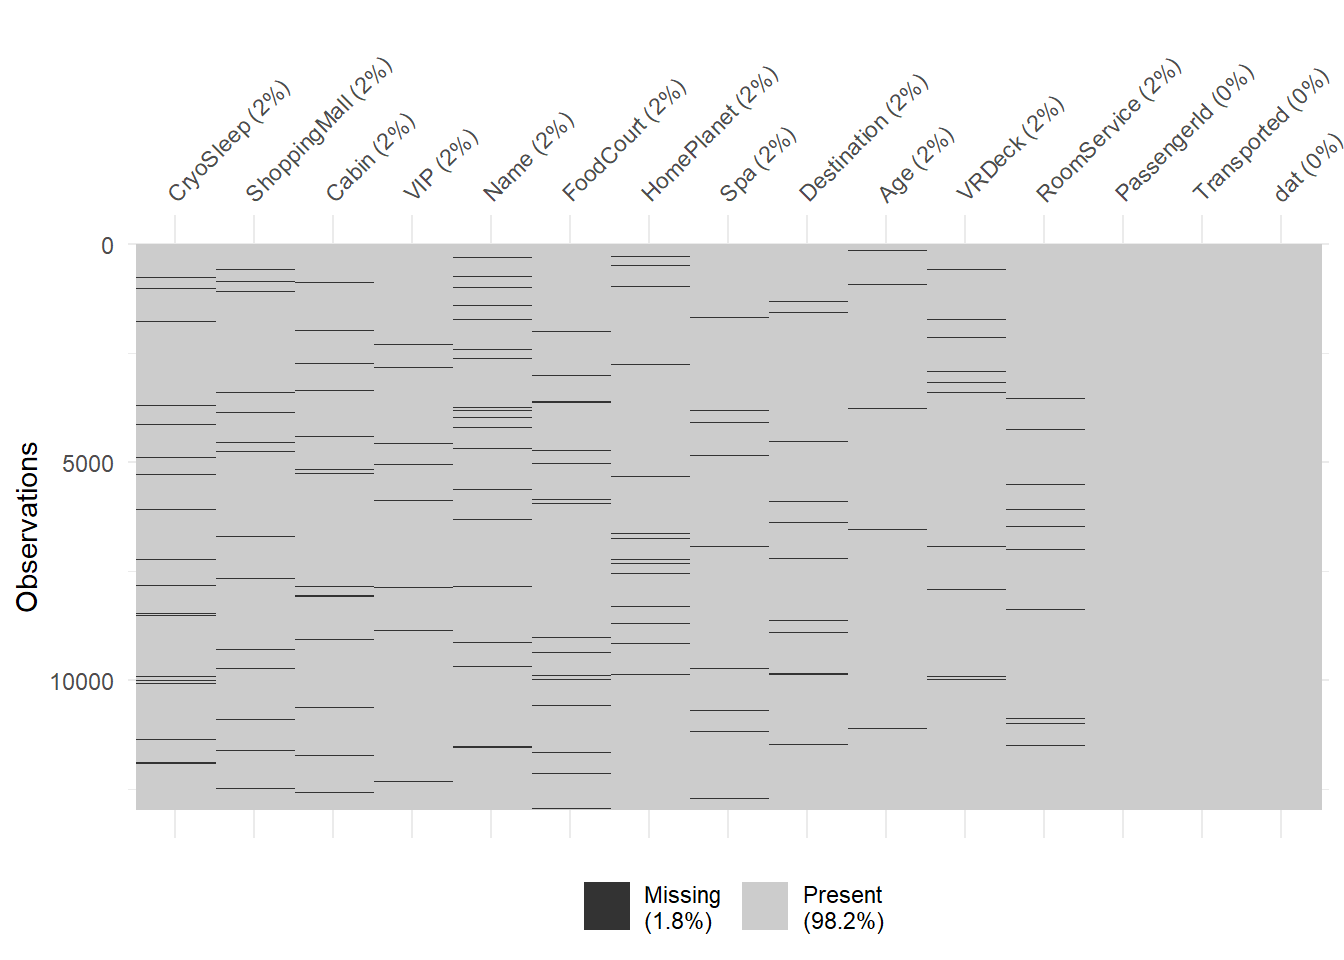 CryoSleep (2%)
ShoppingMall (2%)
Cabin (2%)
VIP (2%)
Name (2%)
FoodCourt (2%)
HomePlanet (2%)
Spa (2%)
Destination (2%)
Age (2%)
VRDeck (2%)
RoomService (2%)
PassengerId (0%)
Transported (0%)
dat (0%)
0
5000
10000
Observations
Missing
(1.8%)
Present
(98.2%)